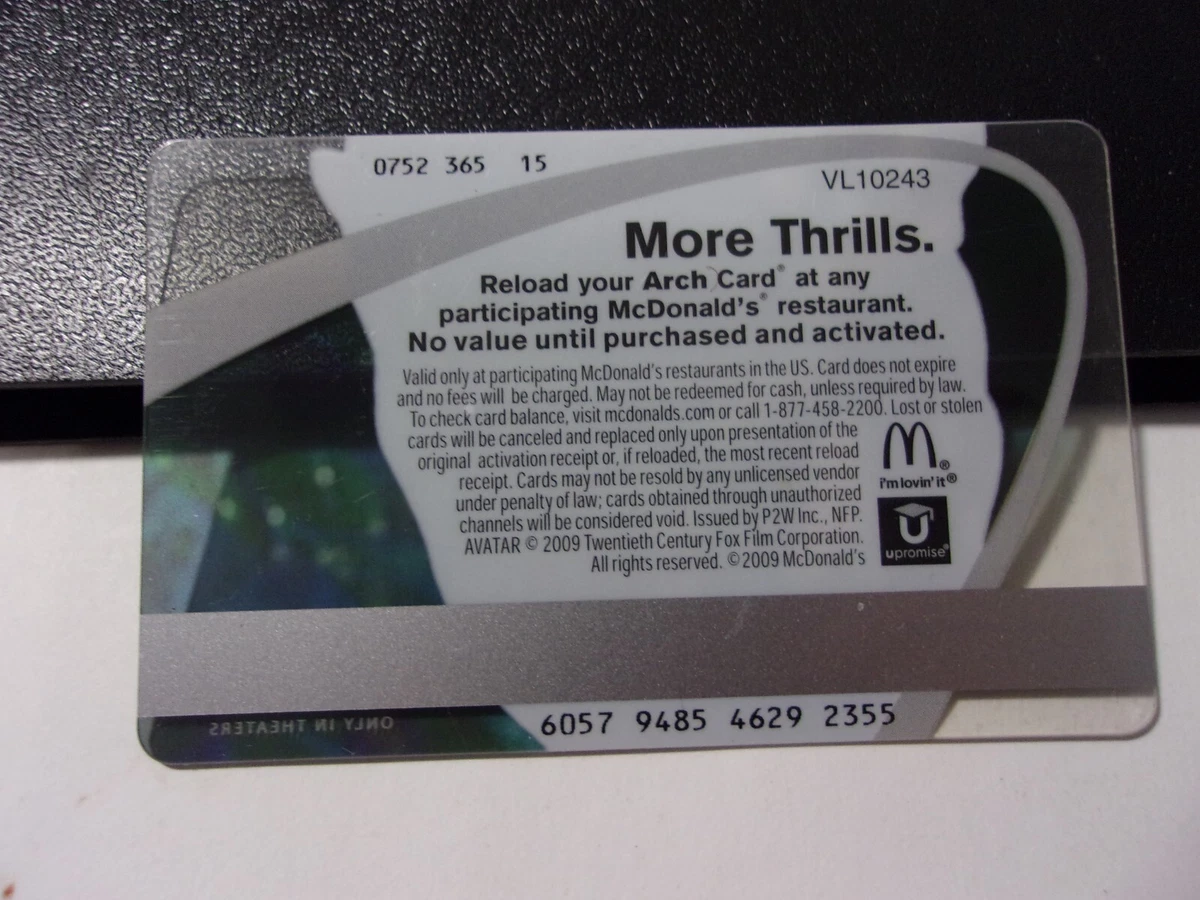 0752 365 15
VL10243
More Thrills.
Reload your Arch Card® at any
participating McDonald's® restaurant.
No value until purchased and activated.
Valid only at participating McDonald's restaurants in the US. Card does not expire
and no fees will be charged. May not be redeemed for cash, unless required by law.
To check card balance, visit mcdonalds.com or call 1-877-458-2200. Lost or stolen
cards will be canceled and replaced only upon presentation of the
original activation receipt or, if reloaded, the most recent reload
receipt. Cards may not be resold by any unlicensed vendor
under penalty of law; cards obtained through unauthorized
channels will be considered void. Issued by P2W Inc., NFP.
AVATAR © 2009 Twentieth Century Fox Film Corporation.
All rights reserved. © 2009 McDonald's
M®
i'm lovin' it®
U
upromise®
ONLY IN THEATERS
6057 9485 4629 2355